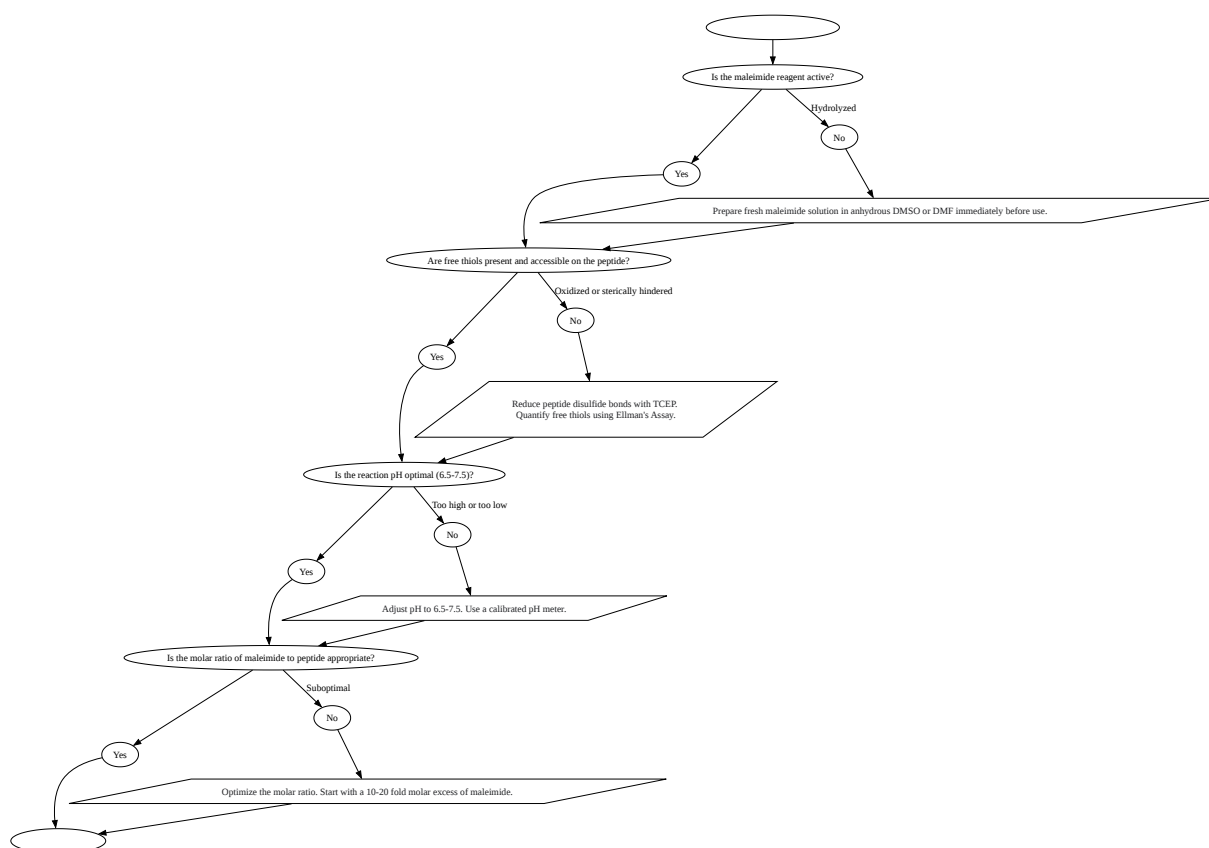 Is the maleimide reagent active?
Hydrolyzed
No
Yes
Prepare fresh maleimide solution in anhydrous DMSO or DMF immediately before use.
Are free thiols present and accessible on the peptide?
Oxidized or sterically hindered
No
Yes
Reduce peptide disulfide bonds with TCEP.
Quantify free thiols using Ellman's Assay.
Is the reaction pH optimal (6.5-7.5)?
Too high or too low
No
Yes
Adjust pH to 6.5-7.5. Use a calibrated pH meter.
Is the molar ratio of maleimide to peptide appropriate?
Suboptimal
No
Yes
Optimize the molar ratio. Start with a 10-20 fold molar excess of maleimide.